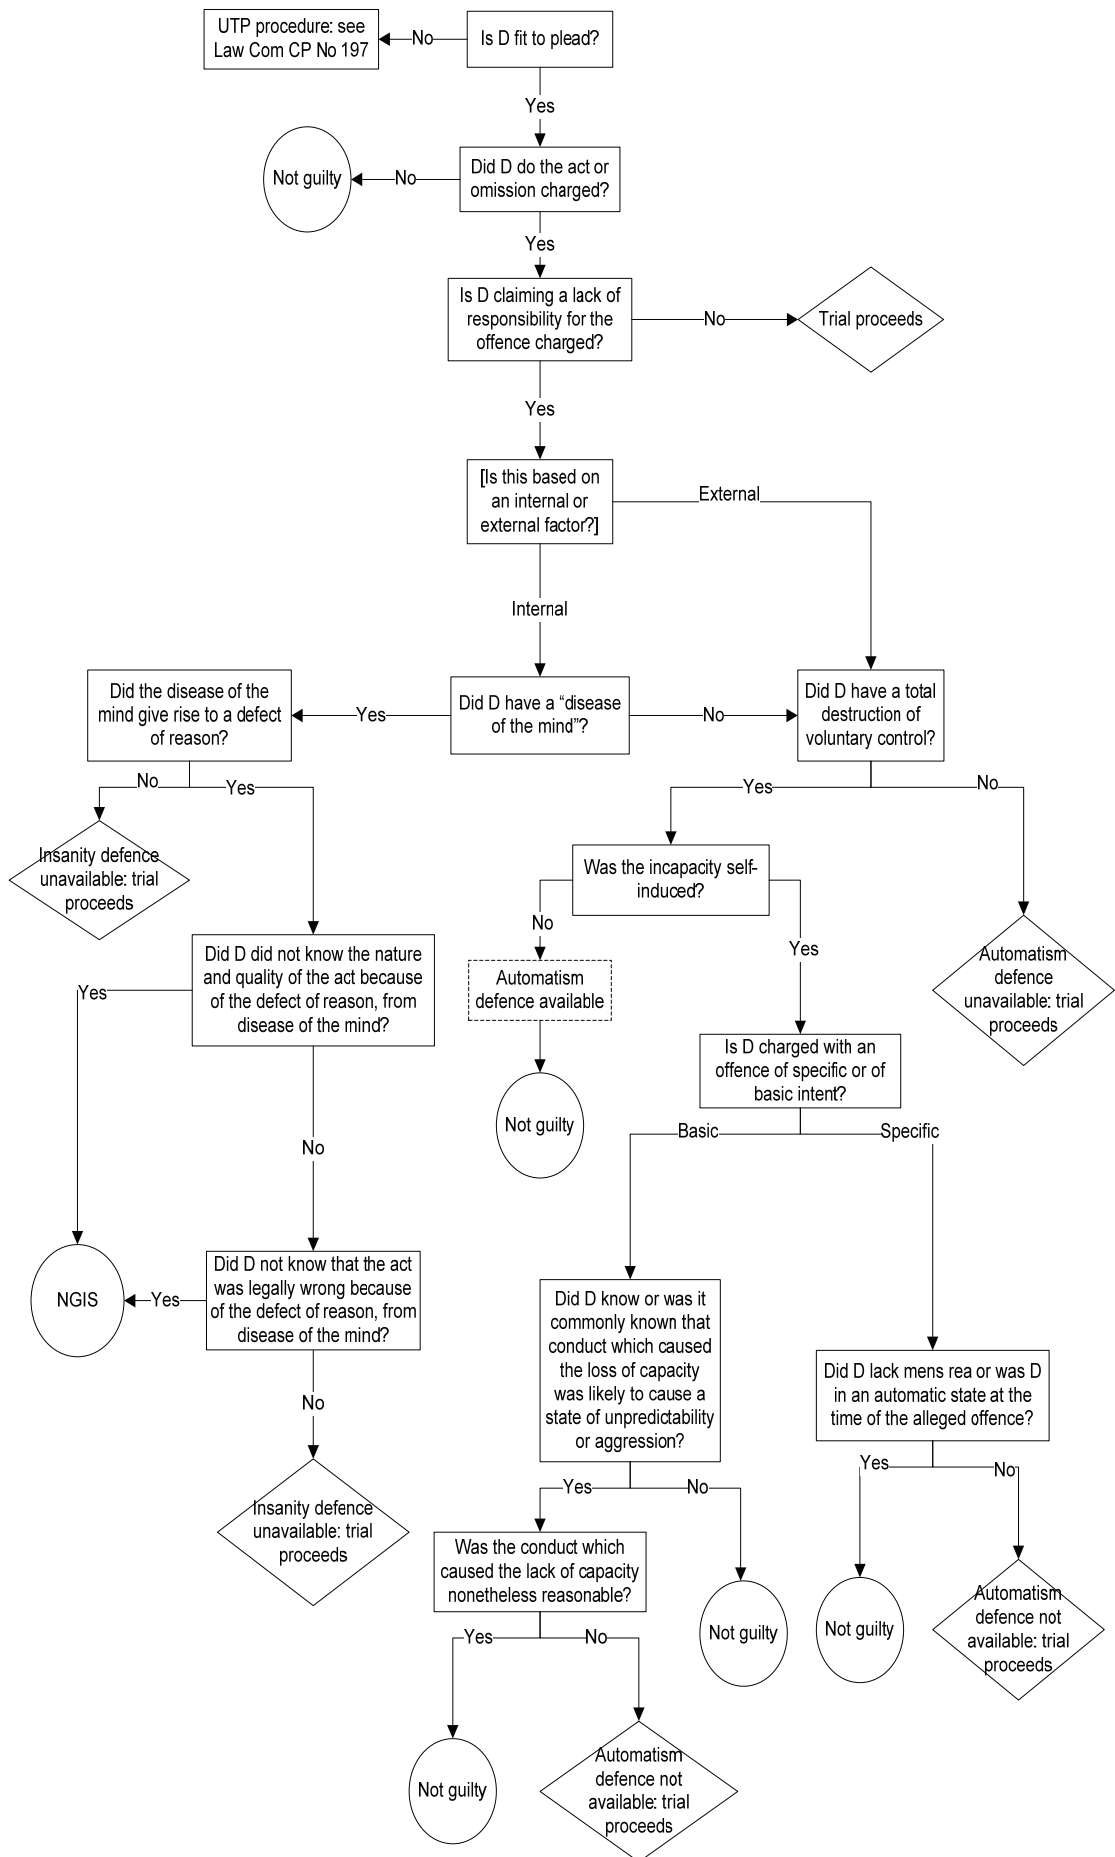 UTP procedure: see
Law Com CP No 197
No
Is D fit to plead?
Yes
Not guilty
No
Did D do the act or
omission charged?
Yes
Is D claiming a lack of
responsibility for the
offence charged?
No
Trial proceeds
Yes
[Is this based on
an internal or
external factor?]
External
Internal
Did the disease of the
mind give rise to a defect
of reason?
Yes
Did D have a “disease
of the mind”?
No
Did D have a total
destruction of
voluntary control?
No
Yes
Yes
No
Insanity defence
unavailable: trial
proceeds
Was the incapacity self-
induced?
No
Yes
Did D did not know the nature
and quality of the act because
of the defect of reason, from
disease of the mind?
Yes
Automatism
defence available
Automatism
defence
unavailable: trial
proceeds
Is D charged with an
offence of specific or of
basic intent?
Not guilty
Basic
Specific
No
NGIS
Yes
Did D not know that the act
was legally wrong because
of the defect of reason, from
disease of the mind?
Did D know or was it
commonly known that
conduct which caused
the loss of capacity
was likely to cause a
state of unpredictability
or aggression?
Did D lack mens rea or was D
in an automatic state at the
time of the alleged offence?
No
Yes
No
Yes
No
Insanity defence
unavailable: trial
proceeds
Was the conduct which
caused the lack of capacity
nonetheless reasonable?
Not guilty
Not guilty
Automatism
defence not
available: trial
proceeds
Yes
No
Not guilty
Automatism
defence not
available: trial
proceeds